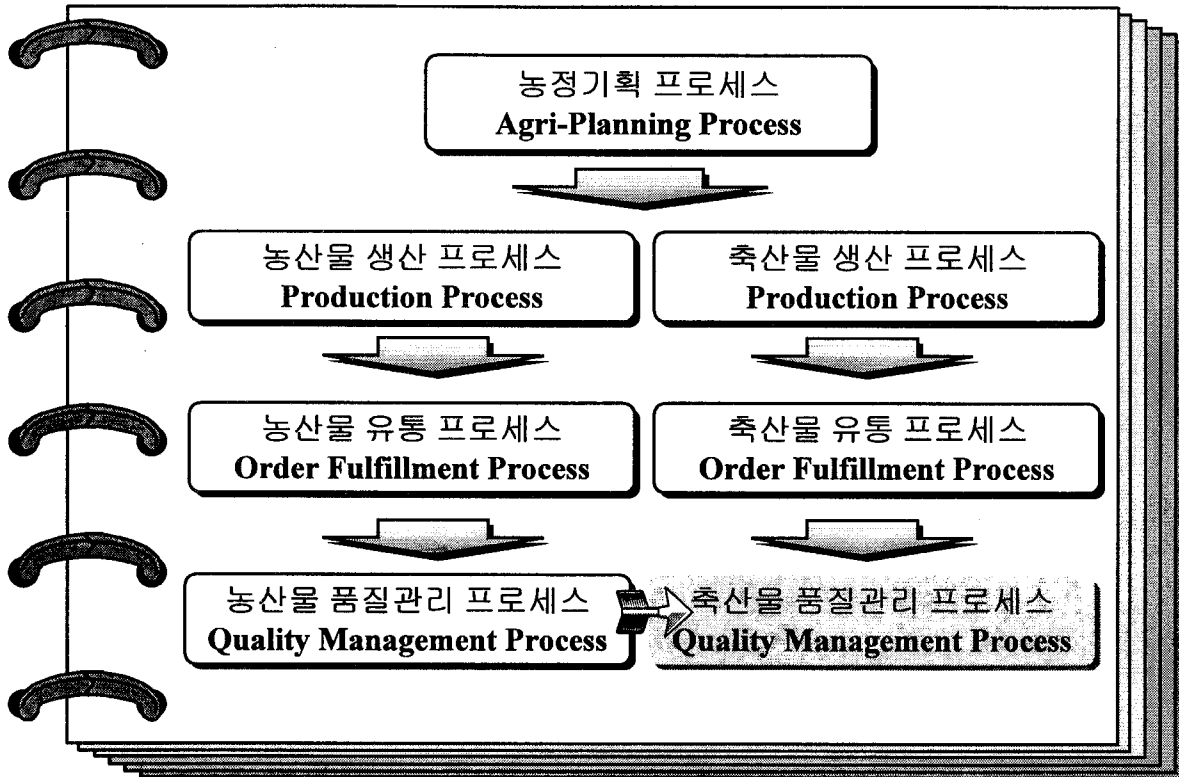 농정기획 프로세스
Agri-Planning Process
농산물 생산 프로세스
Production Process
축산물 생산 프로세스
Production Process
농산물 유통 프로세스
Order Fulfillment Process
축산물 유통 프로세스
Order Fulfillment Process
농산물 품질관리 프로세스
Quality Management Process
축산물 품질관리 프로세스
Quality Management Process